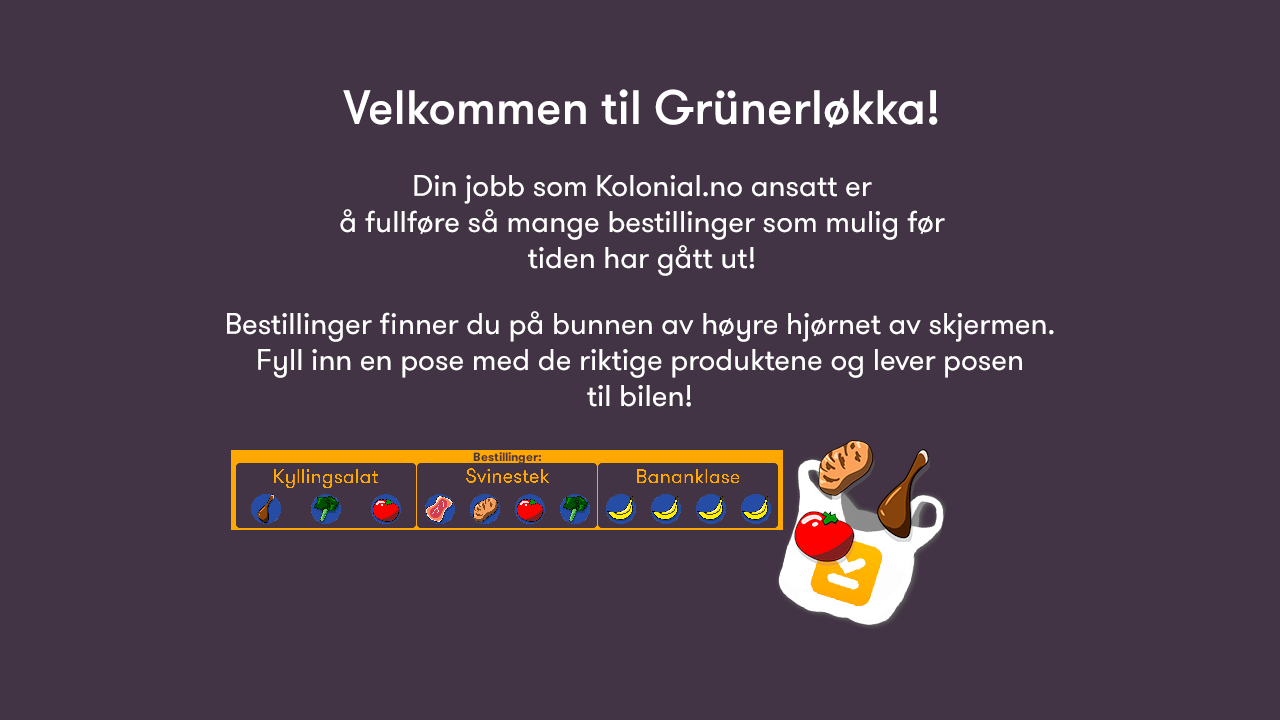 Velkommen til Grünerløkka!
Din jobb som Kolonial.no ansatt er
å fullføre så mange bestillinger som mulig før
tiden har gått ut!
Bestillinger finner du på bunnen av høyre hjørnet av skjermen.
Fyll inn en pose med de riktige produktene og lever posen
til bilen!
Bestillinger:
Kyllingsalat
Svinestek
Bananklase